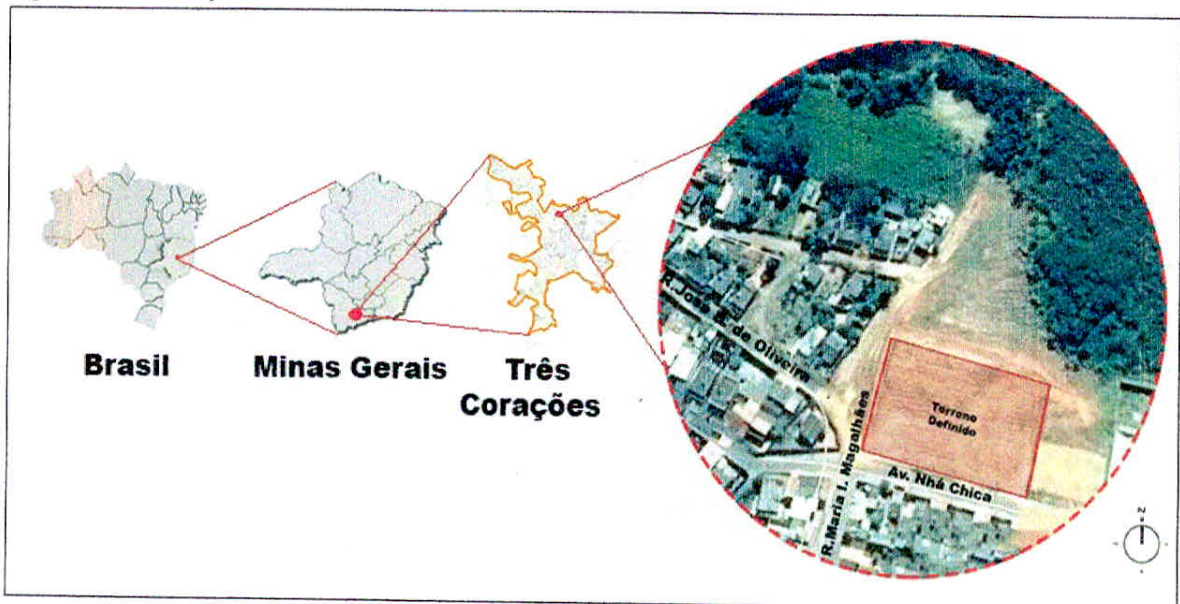 Brasil
Minas Gerais
Três
Corações
R.José B. de Oliveira
Terreno
Definido
R.Maria I. Magalhães
Av. Nhá Chica
N